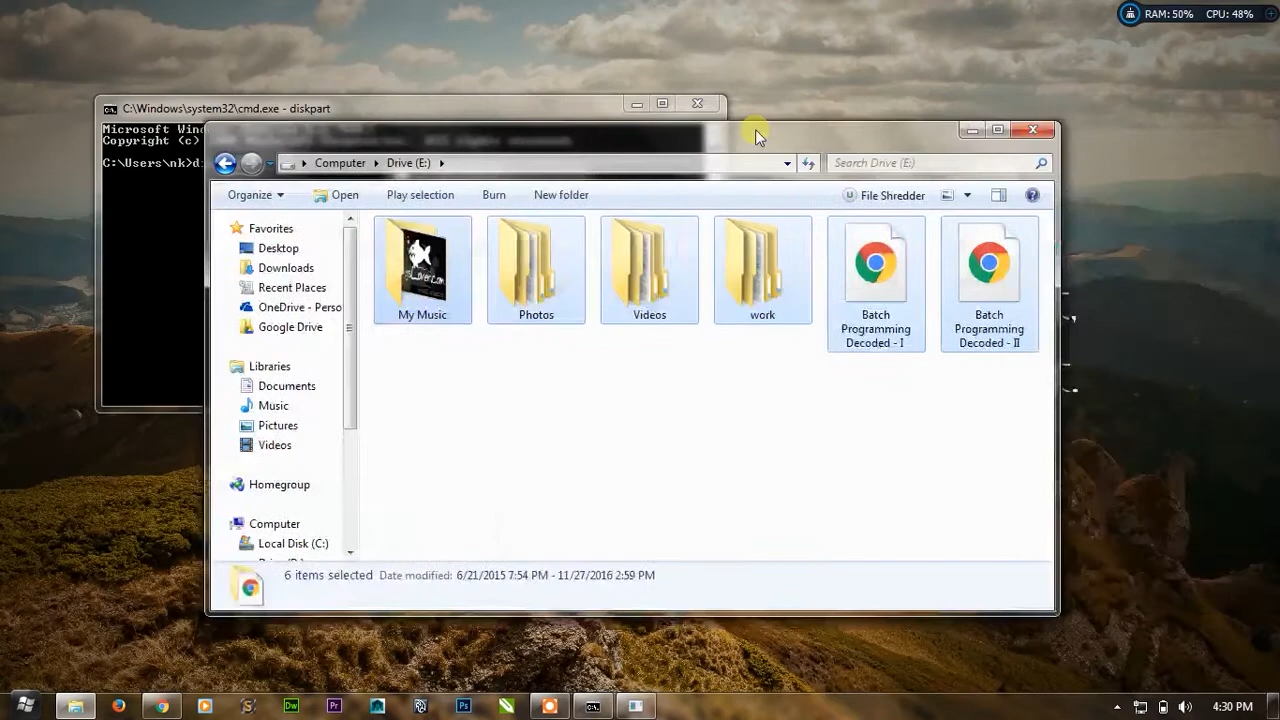 RAM: 50% CPU: 48%
C:\Windows\system32\cmd.exe - diskpart
Microsoft Wind
Copyright (c)
C:\Users\nk>d
Computer Drive (E:)
Search Drive (E:)
Organize Open Play selection Burn New folder File Shredder
Favorites
Desktop
Downloads
Recent Places
OneDrive - Perso
Google Drive
Libraries
Documents
Music
Pictures
Videos
Homegroup
Computer
Local Disk (C:)
My Music
Photos
Videos
work
Batch
Programming
Decoded - I
Batch
Programming
Decoded - II
6 items selected Date modified: 6/21/2015 7:54 PM - 11/27/2016 2:59 PM
Dw Pr Ps
4:30 PM